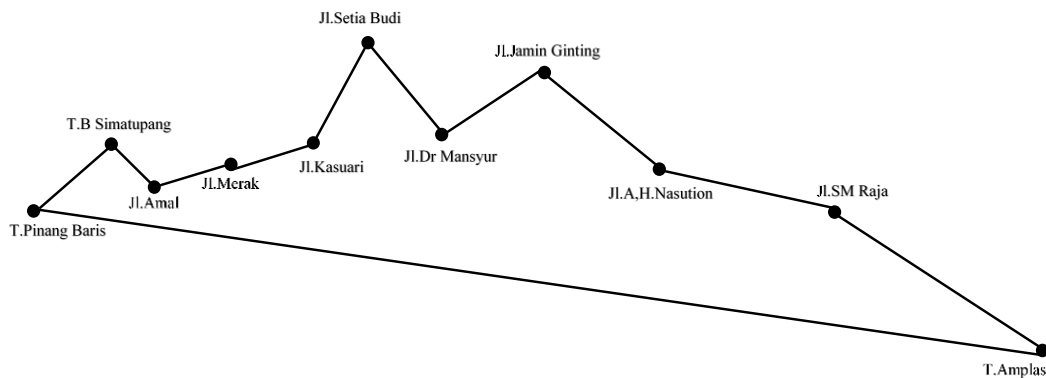 Jl.Setia Budi
Jl.Jamin Ginting
T.B Simatupang
Jl.Dr Mansyur
Jl.Kasuari
Jl.Merak
Jl.Amal
Jl.A,H.Nasution
Jl.SM Raja
T.Pinang Baris
T.Amplas